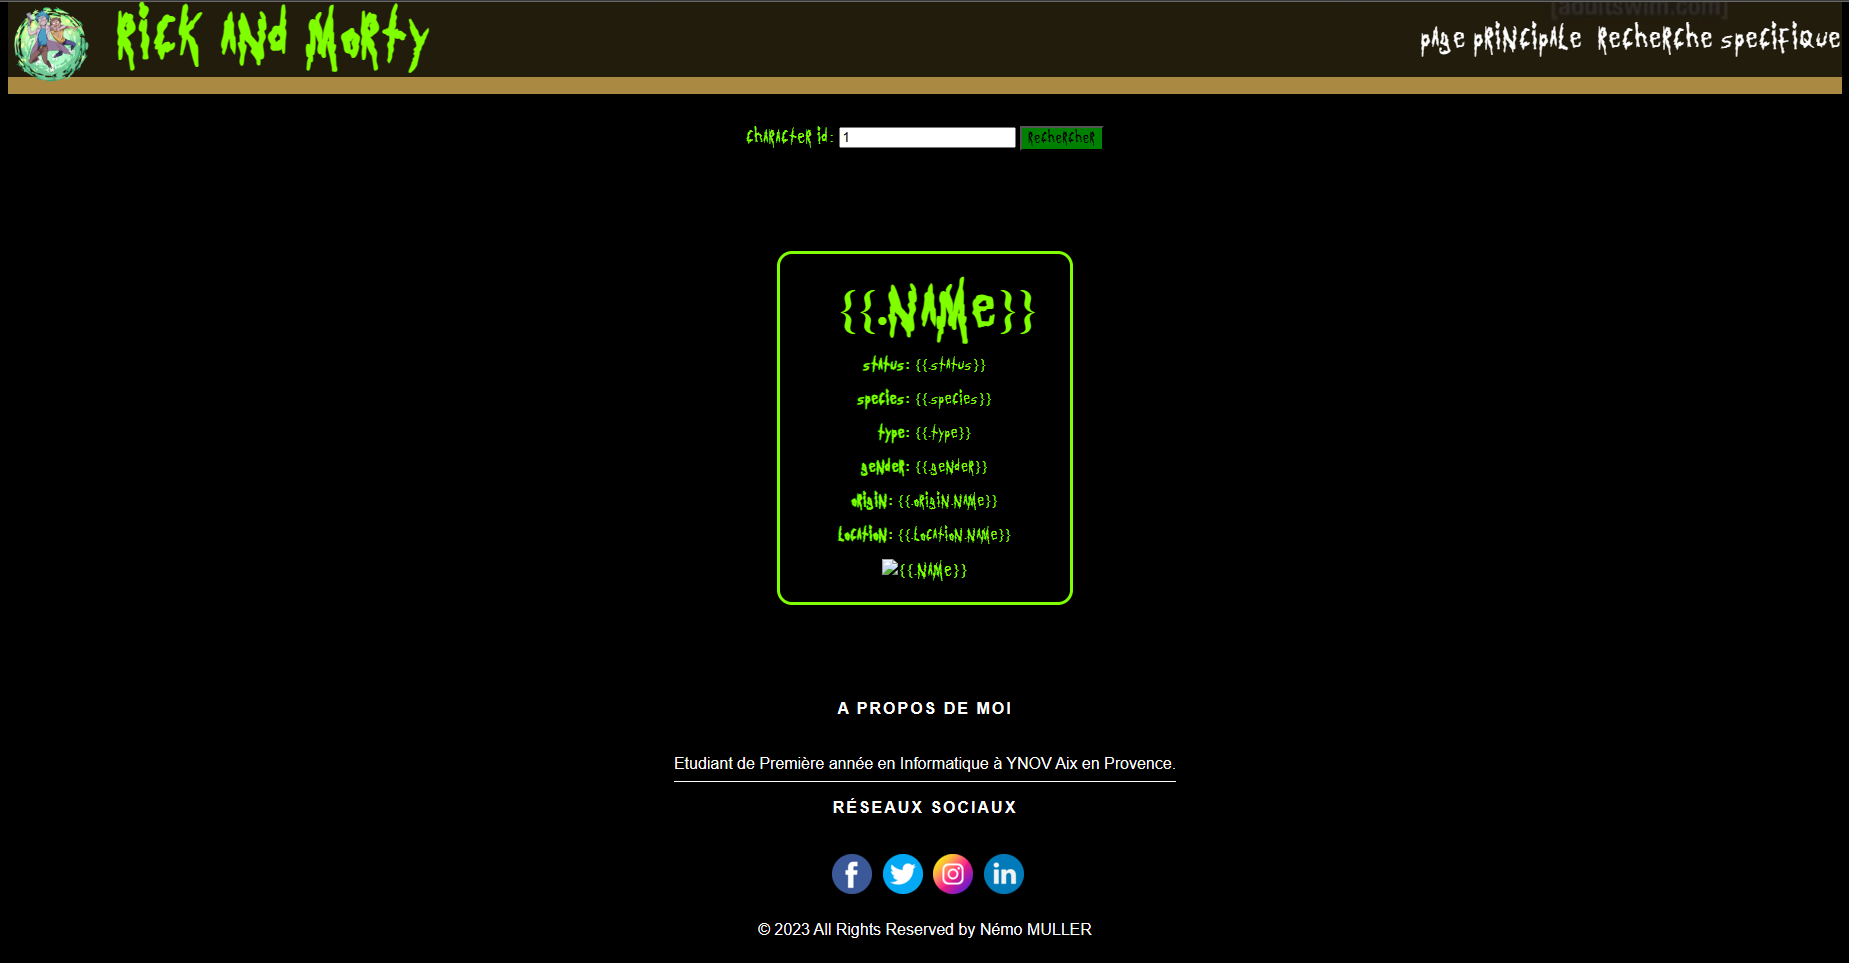 [adultswim.com]
Rick and Morty
page principale Recherche specifique
character id: 1 Rechercher
{{.Name}}
status: {{.status}}
species: {{.species}}
type: {{.type}}
gender: {{.gender}}
origin: {{.origin.Name}}
Location: {{.Location.Name}}
{{.Name}}
A PROPOS DE MOI
Etudiant de Première année en Informatique à YNOV Aix en Provence.
RÉSEAUX SOCIAUX
f in
© 2023 All Rights Reserved by Némo MULLER